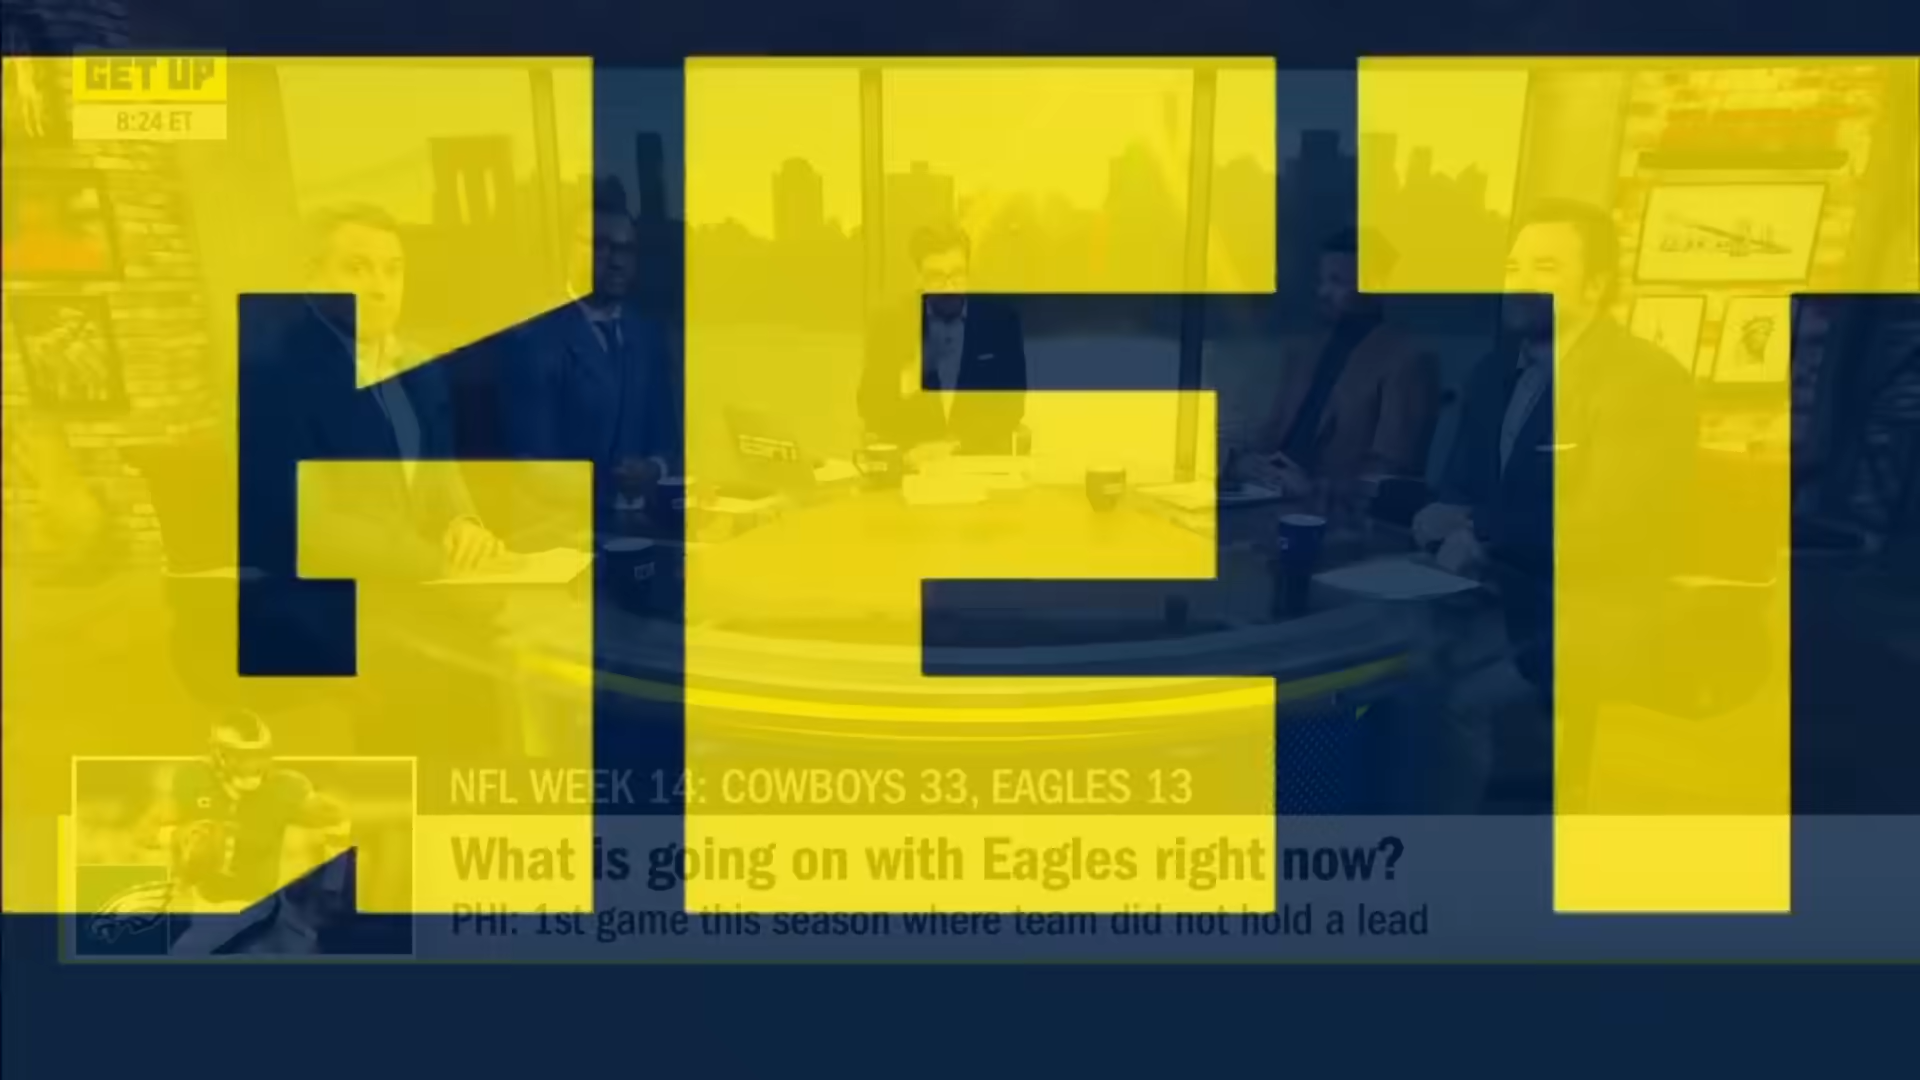 GET UP
8:24 ET
GET
ESPN
NFL WEEK 14: COWBOYS 33, EAGLES 13
What is going on with Eagles right now?
PHI: 1st game this season where team did not hold a lead